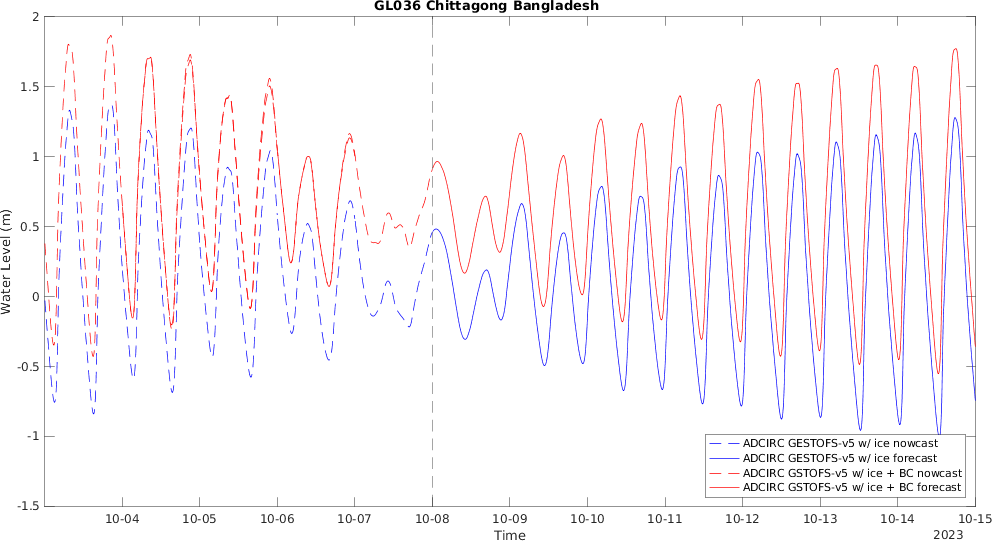 GL036 Chittagong Bangladesh
2
1.5
1
0.5
0
-0.5
-1
-1.5
Water Level (m)
ADCIRC GESTOFS-v5 w/ ice nowcast
ADCIRC GESTOFS-v5 w/ ice forecast
ADCIRC GSTOFS-v5 w/ ice + BC nowcast
ADCIRC GSTOFS-v5 w/ ice + BC forecast
10-04 10-05 10-06 10-07 10-08 10-09 10-10 10-11 10-12 10-13 10-14 10-15
Time
2023